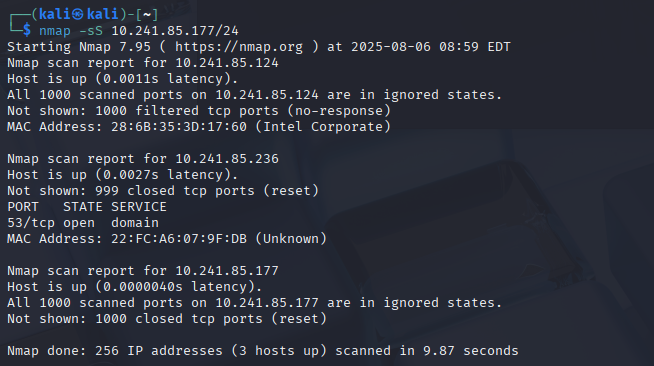 ┌──(kali㉿kali)-[~]
└─$ nmap -sS 10.241.85.177/24
Starting Nmap 7.95 ( https://nmap.org ) at 2025-08-06 08:59 EDT
Nmap scan report for 10.241.85.124
Host is up (0.0011s latency).
All 1000 scanned ports on 10.241.85.124 are in ignored states.
Not shown: 1000 filtered tcp ports (no-response)
MAC Address: 28:6B:35:3D:17:60 (Intel Corporate)

Nmap scan report for 10.241.85.236
Host is up (0.0027s latency).
Not shown: 999 closed tcp ports (reset)
PORT   STATE SERVICE
53/tcp open  domain
MAC Address: 22:FC:A6:07:9F:DB (Unknown)

Nmap scan report for 10.241.85.177
Host is up (0.0000040s latency).
All 1000 scanned ports on 10.241.85.177 are in ignored states.
Not shown: 1000 closed tcp ports (reset)

Nmap done: 256 IP addresses (3 hosts up) scanned in 9.87 seconds